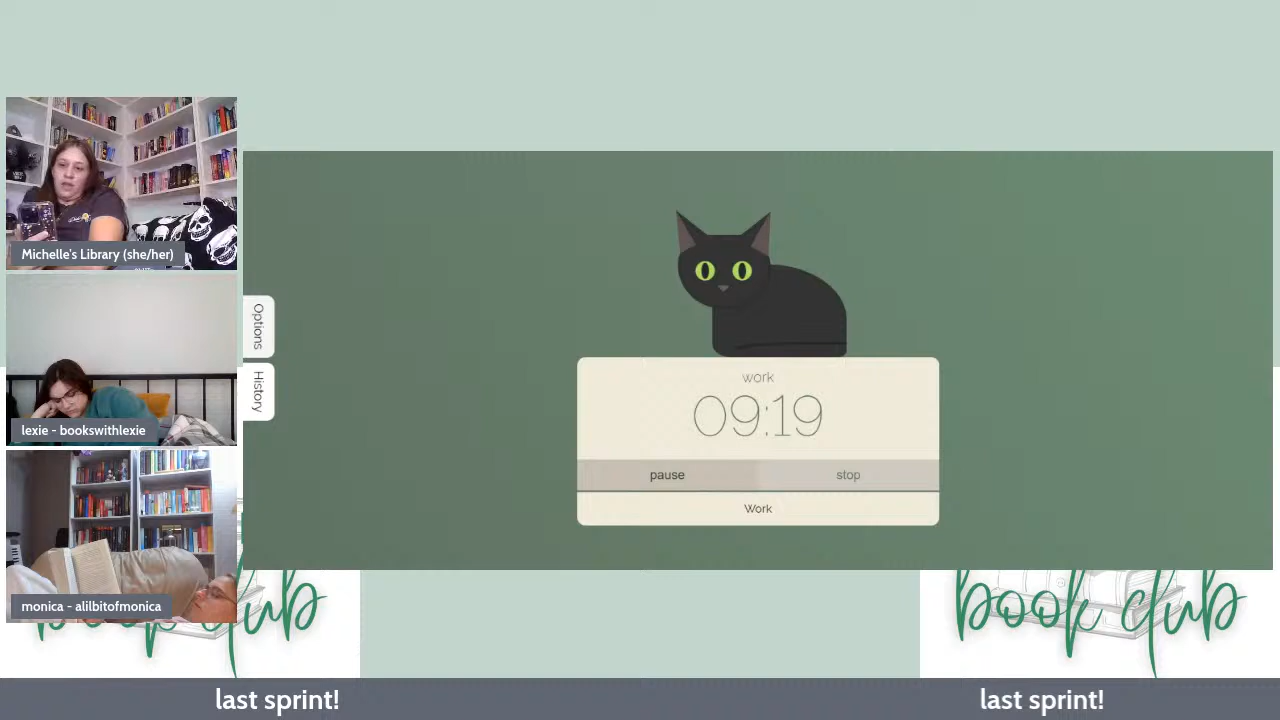 Michelle's Library (she/her)
lexie - bookswithlexie
monica - alilbitofmonica
Options
History
work
09:19
pause
stop
Work
book club
book club
last sprint!
last sprint!